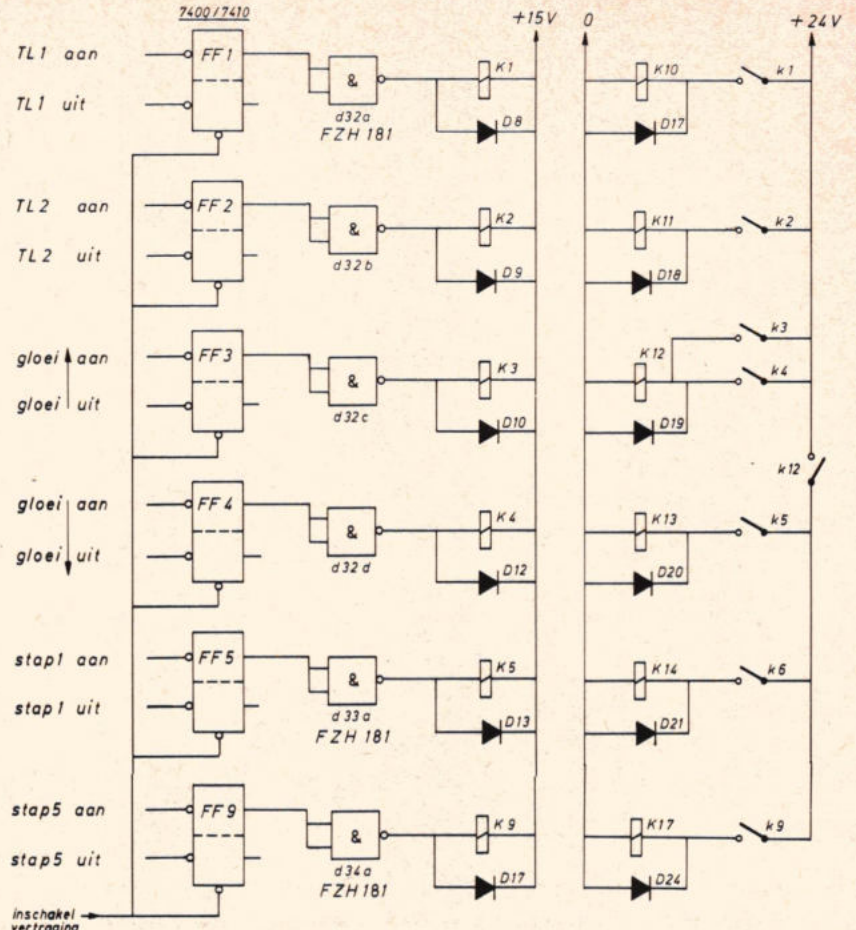 7400/7410
+15V 0 +24V
TL1 aan FF1 & K1 K10 k1
TL1 uit d32a D8 D17
FZH 181
TL2 aan FF2 & K2 K11 k2
TL2 uit d32b D9 D18
k3
gloei aan FF3 & K3 K12 k4
gloei uit d32c D10 D19
k12
gloei aan FF4 & K4 K13 k5
gloei uit d32d D12 D20
stap1 aan FF5 & K5 K14 k6
stap1 uit d33a D13 D21
FZH 181
stap5 aan FF9 & K9 K17 k9
stap5 uit d34a D17 D24
FZH181
inschakel
vertraging